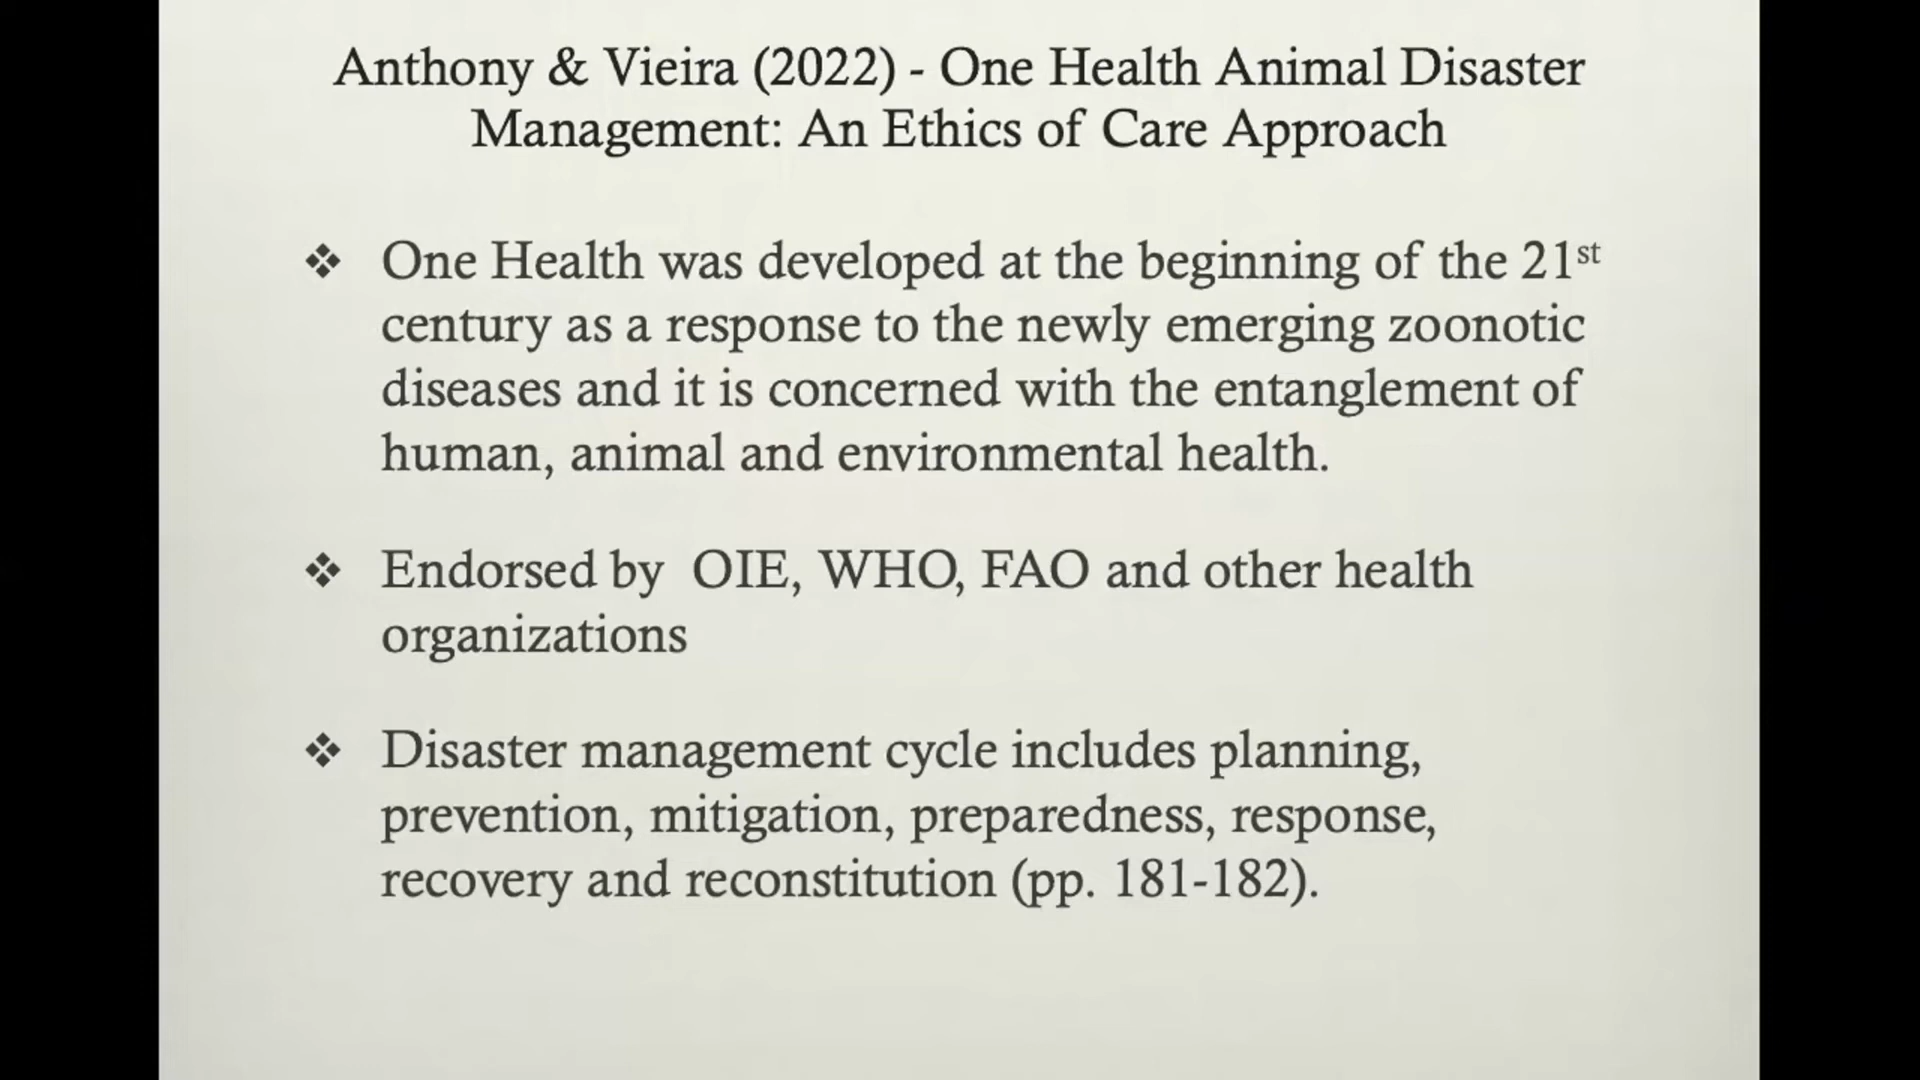 Anthony & Vieira (2022) - One Health Animal Disaster
Management: An Ethics of Care Approach
❖ One Health was developed at the beginning of the 21st
century as a response to the newly emerging zoonotic
diseases and it is concerned with the entanglement of
human, animal and environmental health.
❖ Endorsed by OIE, WHO, FAO and other health
organizations
❖ Disaster management cycle includes planning,
prevention, mitigation, preparedness, response,
recovery and reconstitution (pp. 181-182).